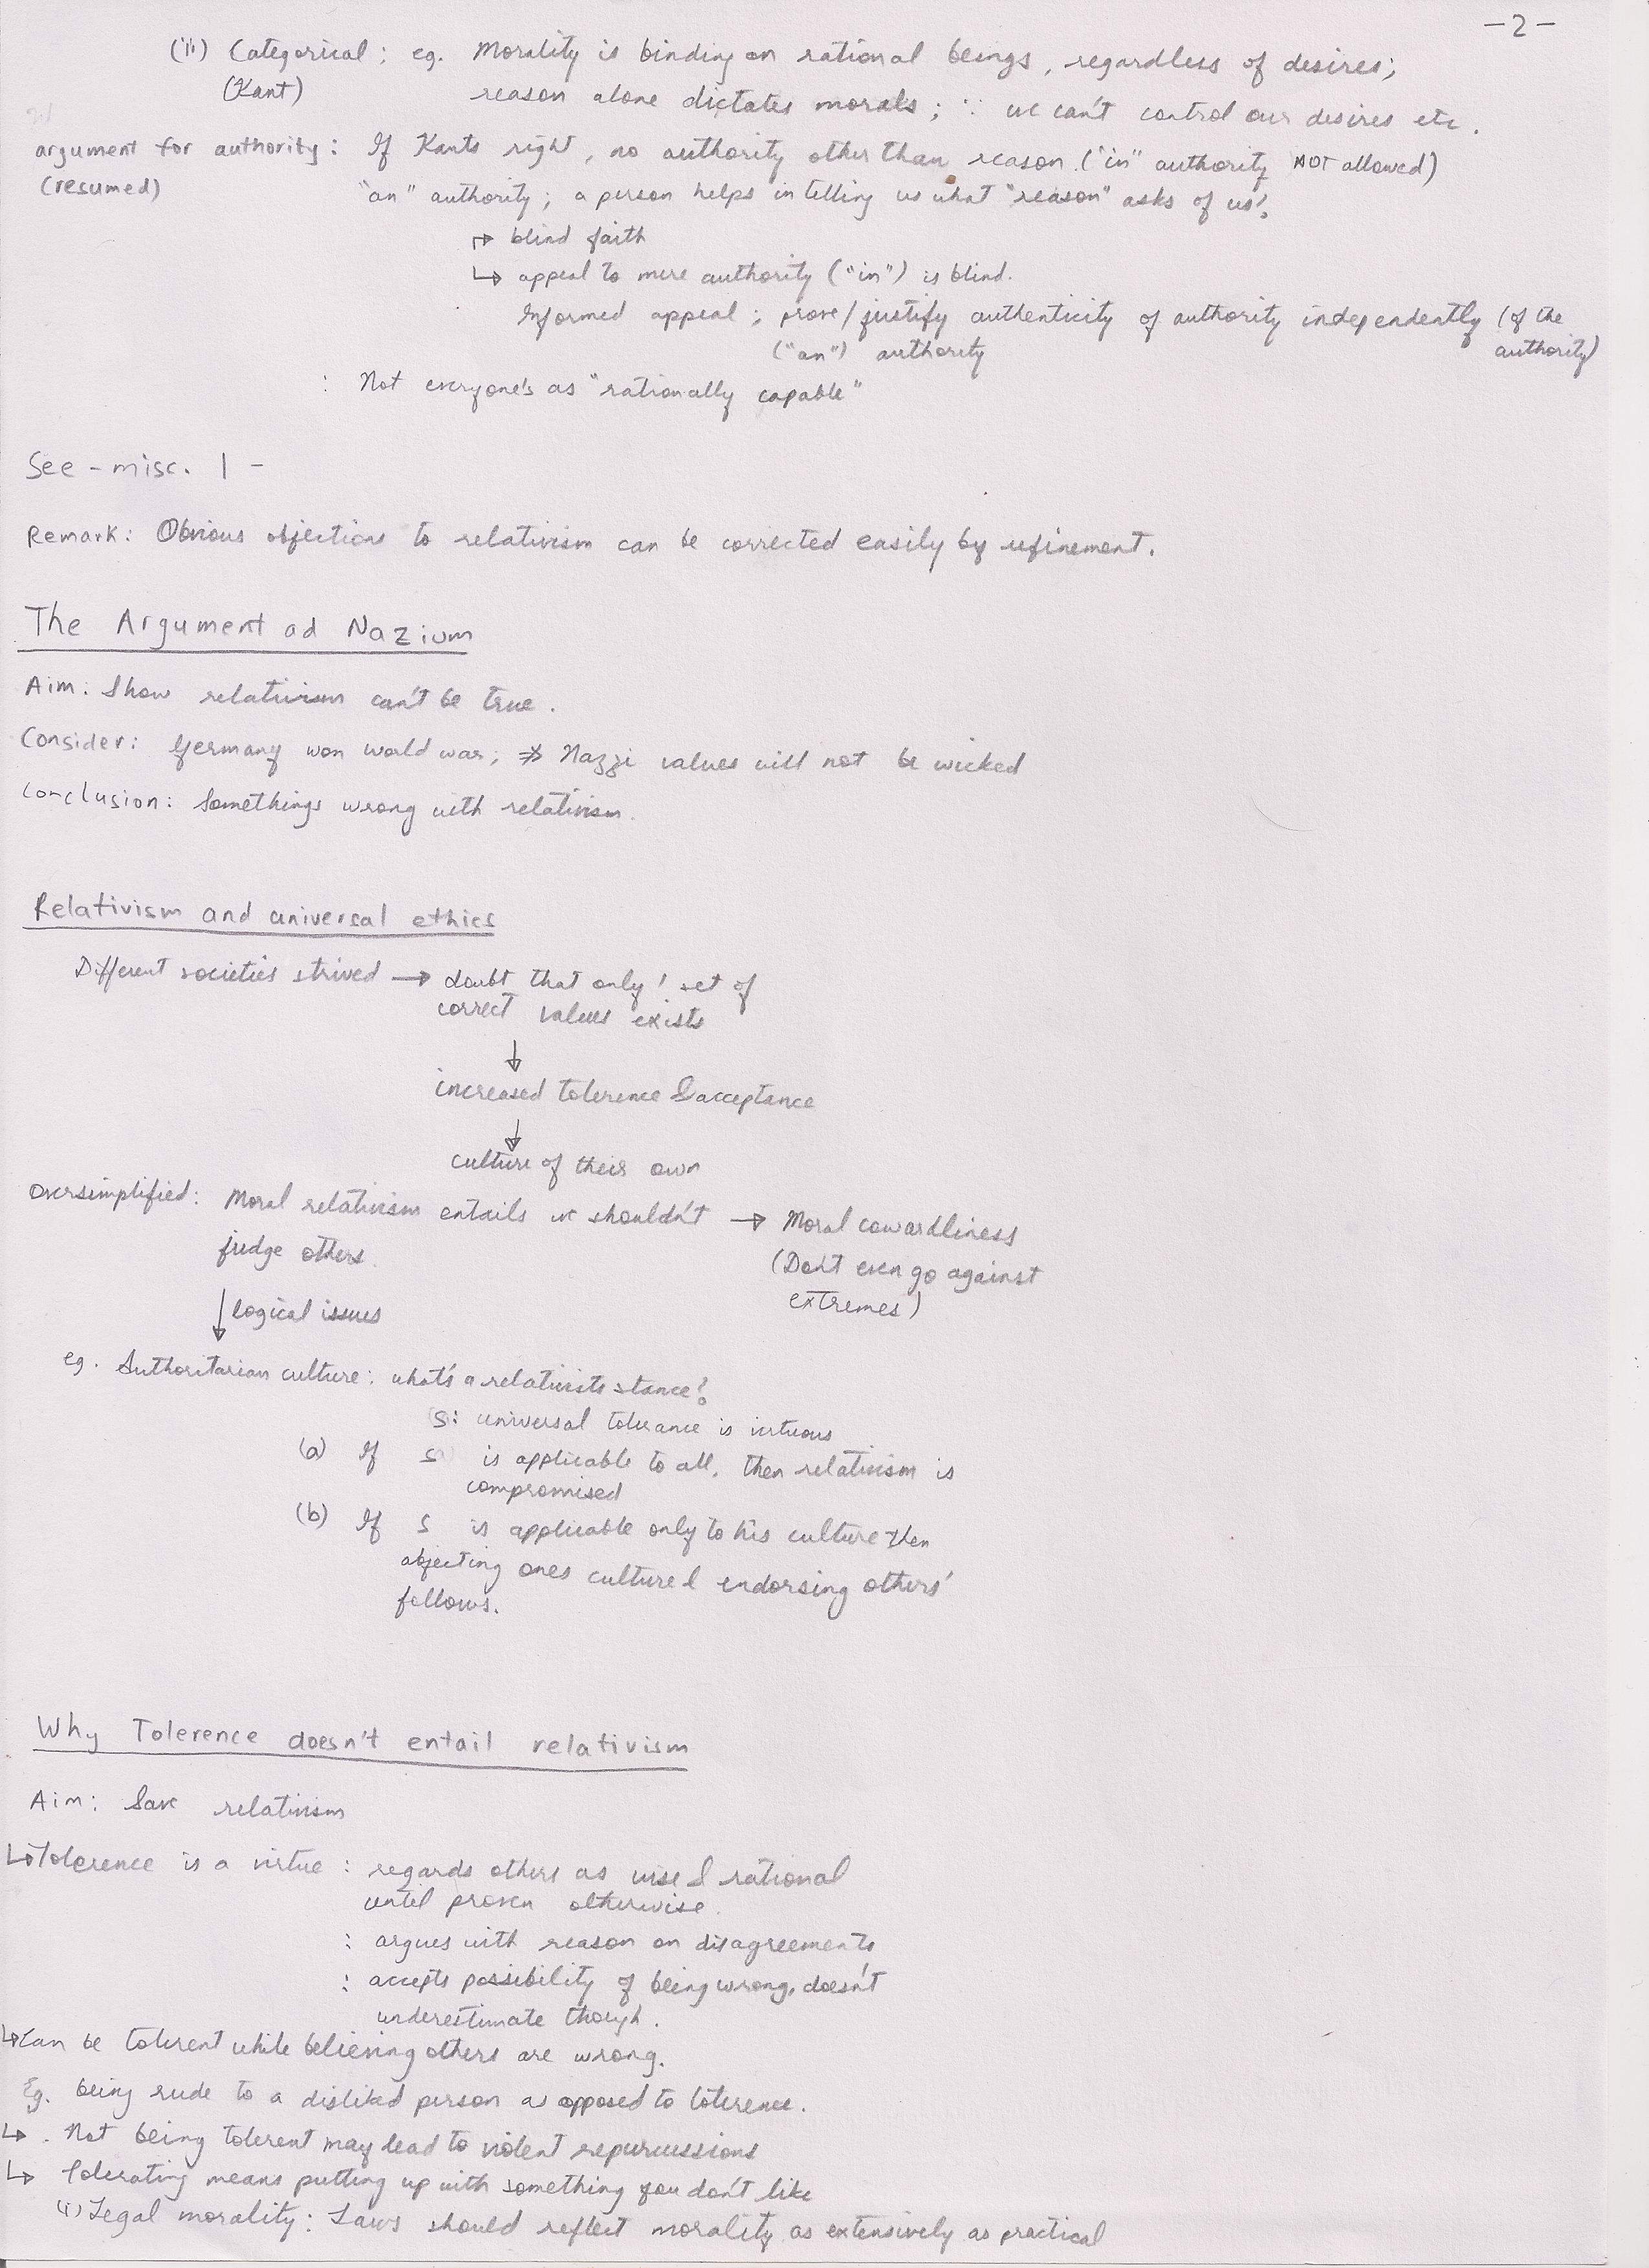 -2-
(ii) Categorical: eg. Morality is binding on rational beings, regardless of desires;
(Kant) reason alone dictates morals; ∵ we can't control our desires etc.
argument for authority: If Kants right, no authority other than reason. ("in" authority NOT allowed)
(resumed) "an" authority; a person helps in telling us what "reason" asks of us!
↱ blind faith
↳ appeal to mere authority ("in") is blind.
Informed appeal; prove/justify authenticity of authority independently (of the
("an") authority authority)
: Not everyone's as "rationally capable"
See - misc. 1 -
Remark: Obvious objections to relativism can be corrected easily by refinement.
The Argument ad Nazium
Aim: Show relativism can't be true.
Consider: Germany won world war; ⇏ Nazzi values will not be wicked
Conclusion: Somethings wrong with relativism.
Relativism and universal ethics
Different societies strived → doubt that only 1 set of
correct values exists
↓
increased tolerence & acceptance
↓
culture of their own
Oversimplified: Moral relativism entails we shouldn't → Moral cowardliness
judge others. (Don't even go against
extremes)
↓ logical issues
eg. Authoritarian culture: what's a relativists stance?
S: universal tolerance is virtuous
(a) If S is applicable to all, then relativism is
compromised
(b) If S is applicable only to his culture then
objecting ones culture & endorsing others'
follows.
Why Tolerence doesn't entail relativism
Aim: Save relativism
↳ Tolerence is a virtue: regards others as wise & rational
until proven otherwise.
: argues with reason on disagreements
: accepts possibility of being wrong, doesn't
underestimate though.
↳ Can be tolerent while believing others are wrong.
Eg. being rude to a disliked person as opposed to tolerence.
↳ . Not being tolerent may lead to violent repurcussions
↳ Tolerating means putting up with something you don't like
(i) Legal morality: Laws should reflect morality as extensively as practical